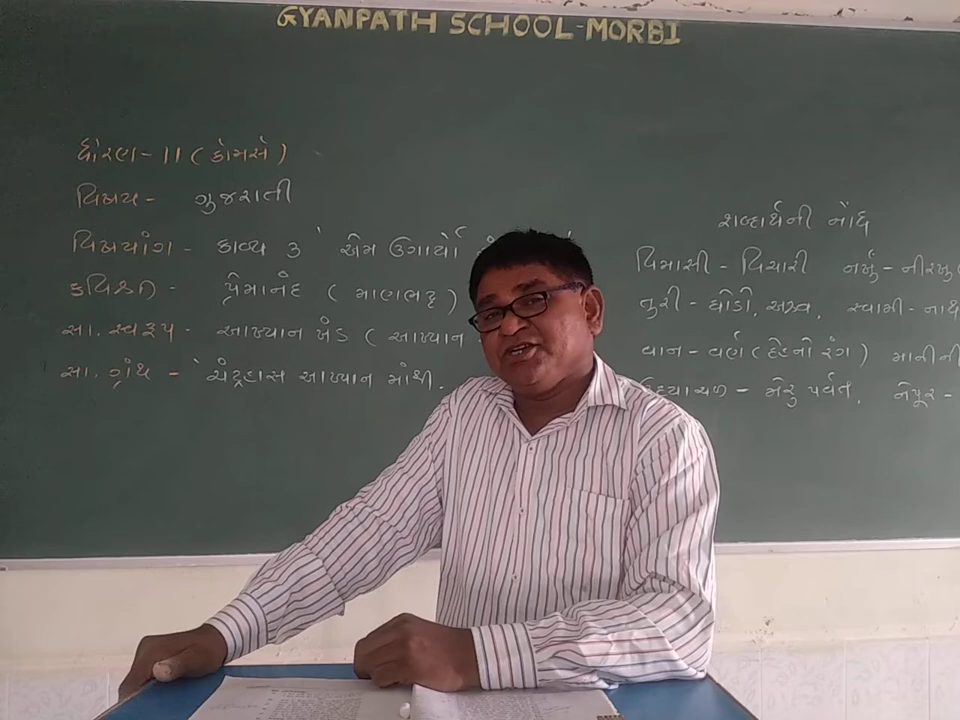 GYANPATH SCHOOL-MORBI
ધોરણ - 11 ( કોમર્સ )
વિષય - ગુજરાતી
વિષયાંગ - કાવ્ય 3 ' એમ ઉગાર્યો
કવિશ્રી - પ્રેમાનંદ ( માણભટ્ટ )
સા. સ્વરૂપ - આખ્યાન ખંડ ( આખ્યાન
સા. ગ્રંથ - ' ચંદ્રહાસ આખ્યાન માંથી.
શબ્દાર્થની નોંધ
વિમાસી - વિચારી
તુરી - ઘોડી, અશ્વ, સ્વામી - નાથ
વાન - વર્ણ ( દેહનો રંગ ) માનીની
- મેરુ પર્વત, નેપૂર -